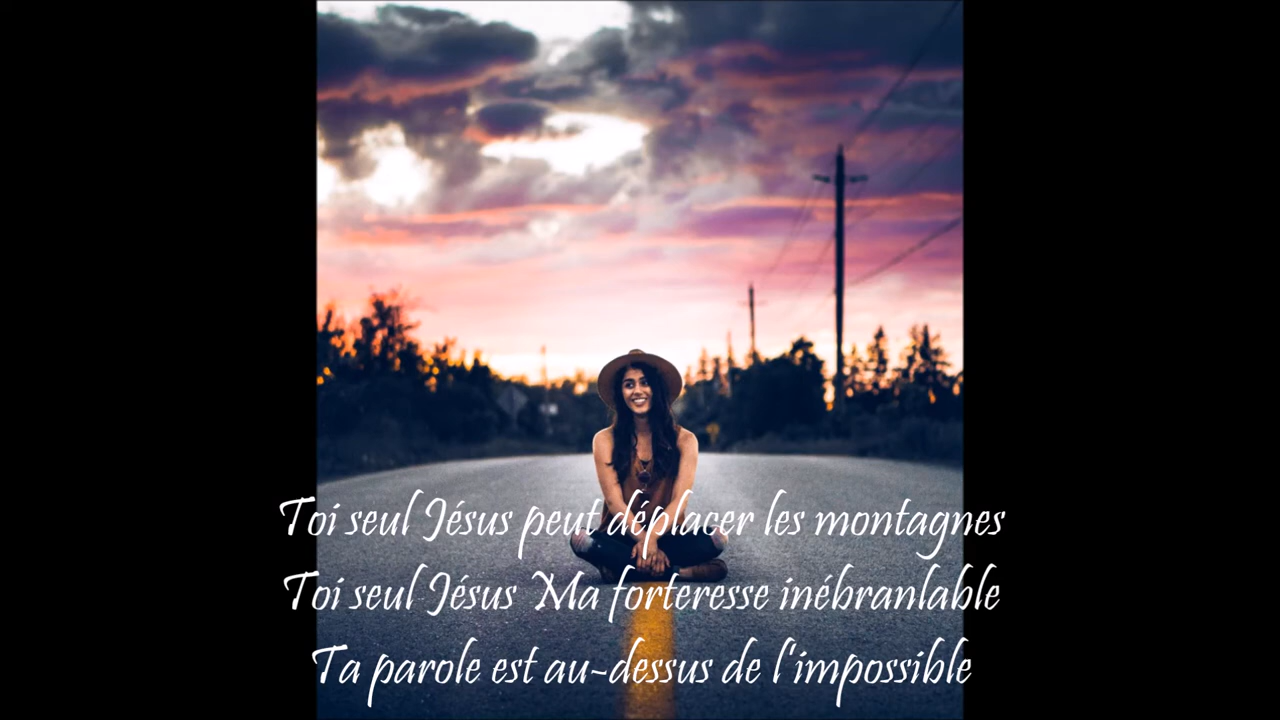 Toi seul Jésus peut déplacer les montagnes
Toi seul Jésus Ma forteresse inébranlable
Ta parole est au-dessus de l'impossible